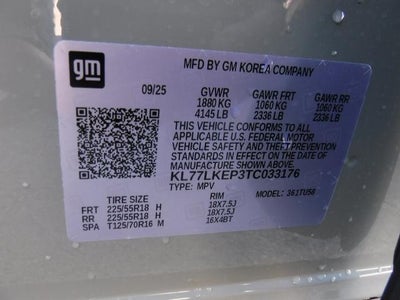 gm
MFD BY GM KOREA COMPANY
09/25 GVWR GAWR FRT GAWR RR
1880 KG 1060 KG 1060 KG
4145 LB 2336 LB 2336 LB
THIS VEHICLE CONFORMS TO ALL
APPLICABLE U.S. FEDERAL MOTOR
VEHICLE SAFETY AND THEFT PREVENTION
STANDARDS IN EFFECT ON THE DATE OF
MANUFACTURE SHOWN ABOVE.
KL77LKEP3TC033176
TYPE: MPV MODEL: 361TU58
TIRE SIZE RIM
FRT 225/55R18 H 18X7.5J
RR 225/55R18 H 18X7.5J
SPA T125/70R16 M 16X4BT